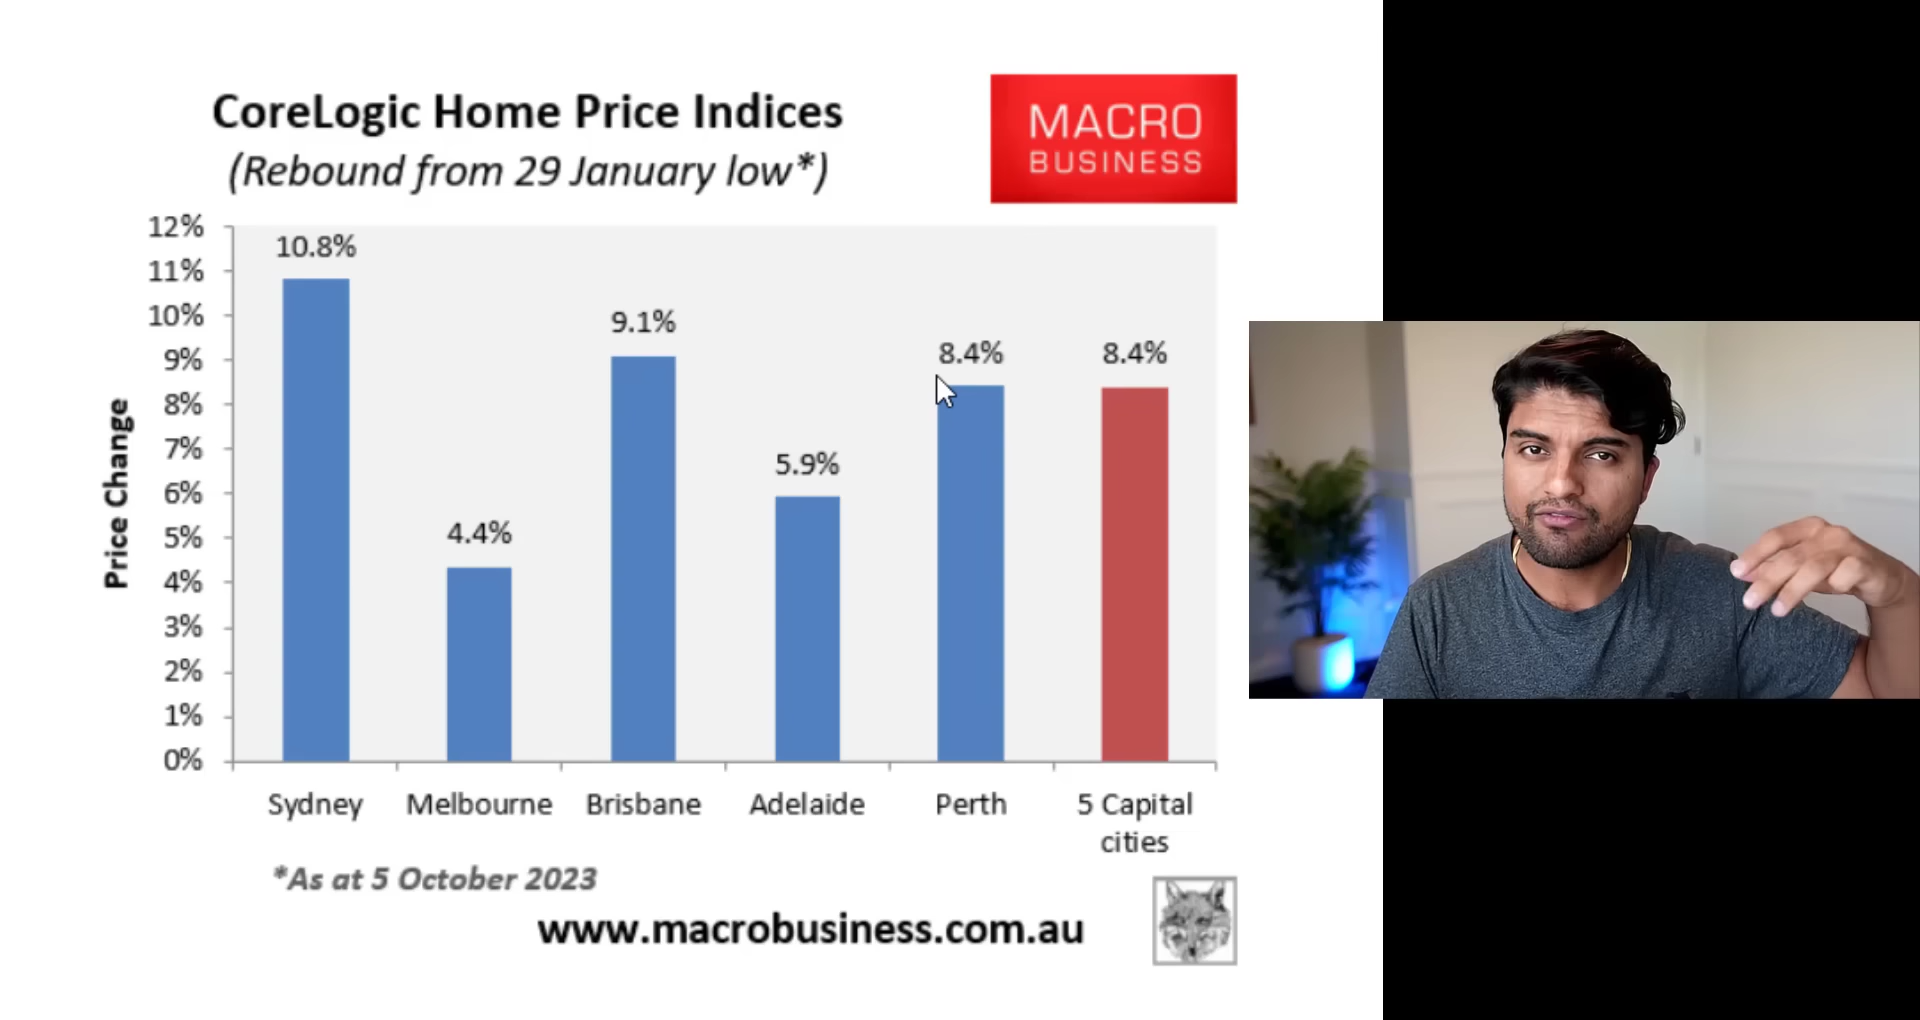 CoreLogic Home Price Indices
(Rebound from 29 January low*)
MACRO
BUSINESS
Price Change
12%
11%
10%
9%
8%
7%
6%
5%
4%
3%
2%
1%
0%
10.8%
4.4%
9.1%
5.9%
8.4%
8.4%
Sydney
Melbourne
Brisbane
Adelaide
Perth
5 Capital
cities
*As at 5 October 2023
www.macrobusiness.com.au